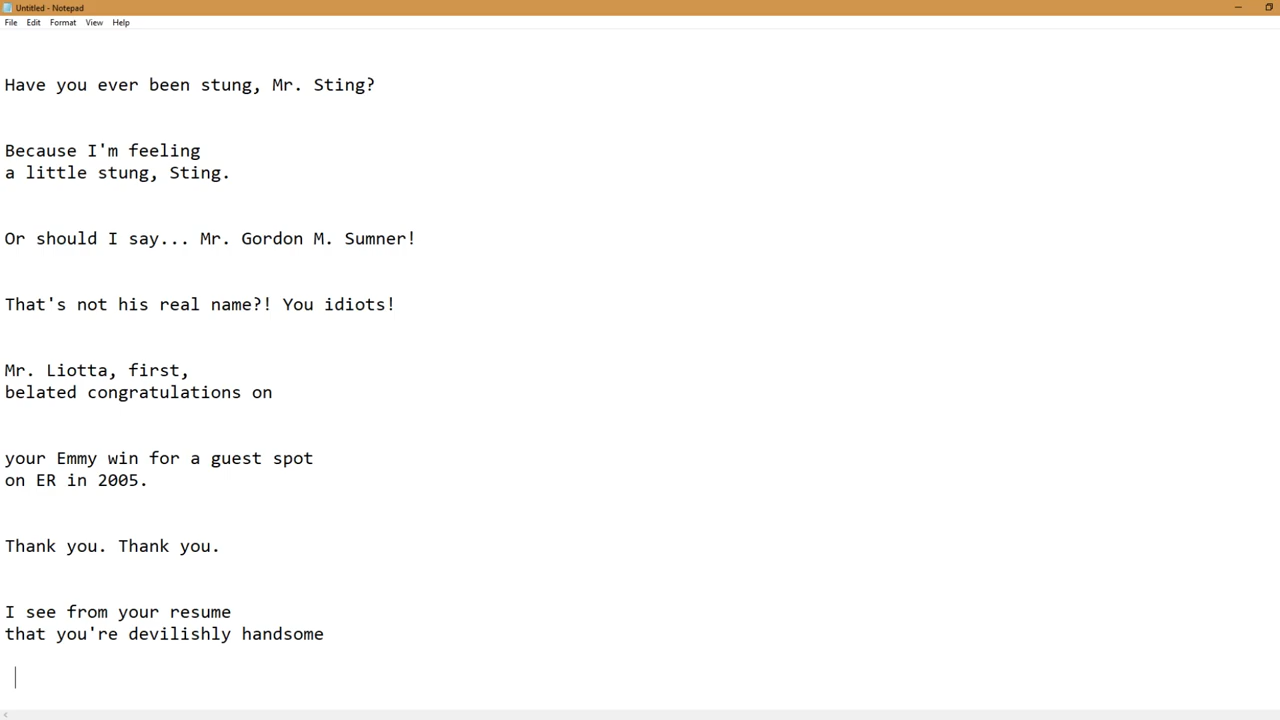 Untitled - Notepad
File Edit Format View Help
Have you ever been stung, Mr. Sting?
Because I'm feeling
a little stung, Sting.
Or should I say... Mr. Gordon M. Sumner!
That's not his real name?! You idiots!
Mr. Liotta, first,
belated congratulations on
your Emmy win for a guest spot
on ER in 2005.
Thank you. Thank you.
I see from your resume
that you're devilishly handsome